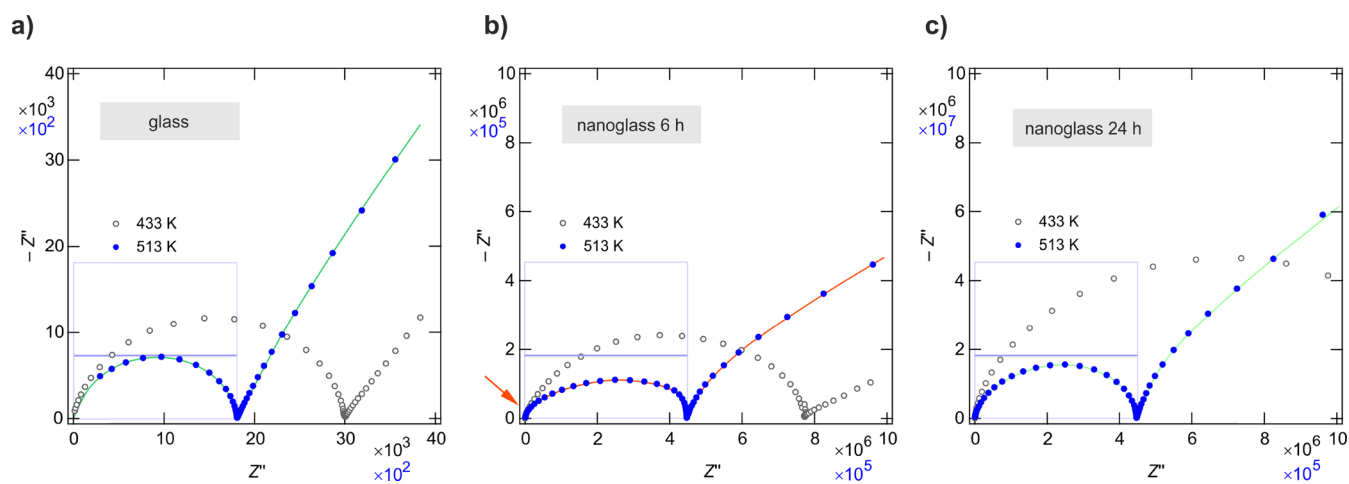 a)
40
×10³
×10²
30
20
10
0
− Z"
glass
433 K
513 K
0
10
20
30
40
×10³
×10²
Z"
b)
10
×10⁶
×10⁵
8
6
4
2
0
− Z"
nanoglass 6 h
433 K
513 K
0
2
4
6
8
10
×10⁶
×10⁵
Z"
c)
10
×10⁶
×10⁷
8
6
4
2
0
− Z"
nanoglass 24 h
433 K
513 K
0
2
4
6
8
10
×10⁶
×10⁵
Z"